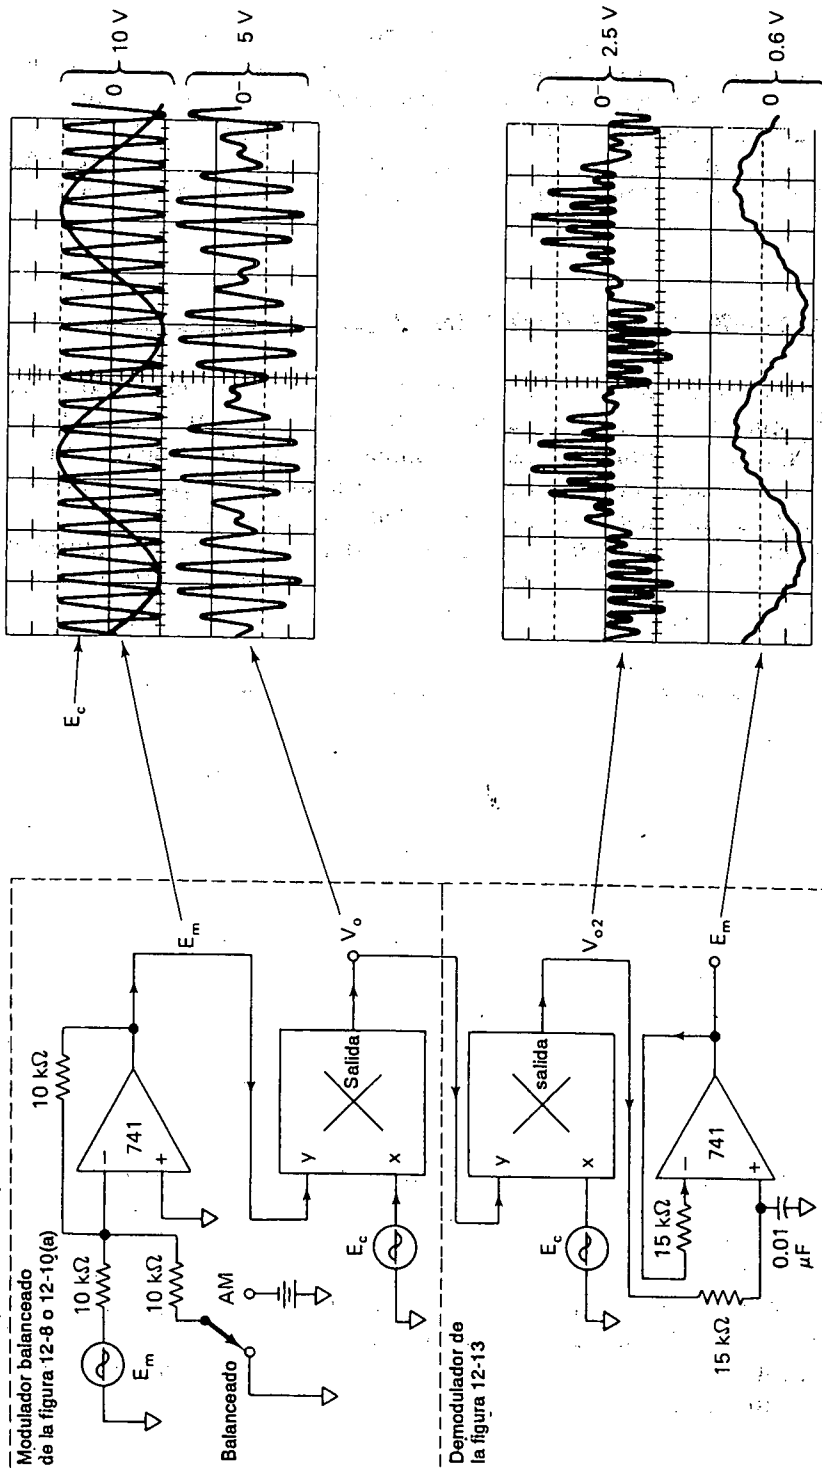 Modulador balanceado
de la figura 12-8 o 12-10(a)
10 kΩ
10 kΩ
10 kΩ
E_m
AM
Balanceado
−
+
741
E_m
y
x
Salida
E_c
V_o
Demodulador de
la figura 12-13
y
x
salida
E_c
V_o2
15 kΩ
15 kΩ
−
+
741
0.01
μF
E_m
E_c
0
10 V
0
5 V
0
2.5 V
0
0.6 V